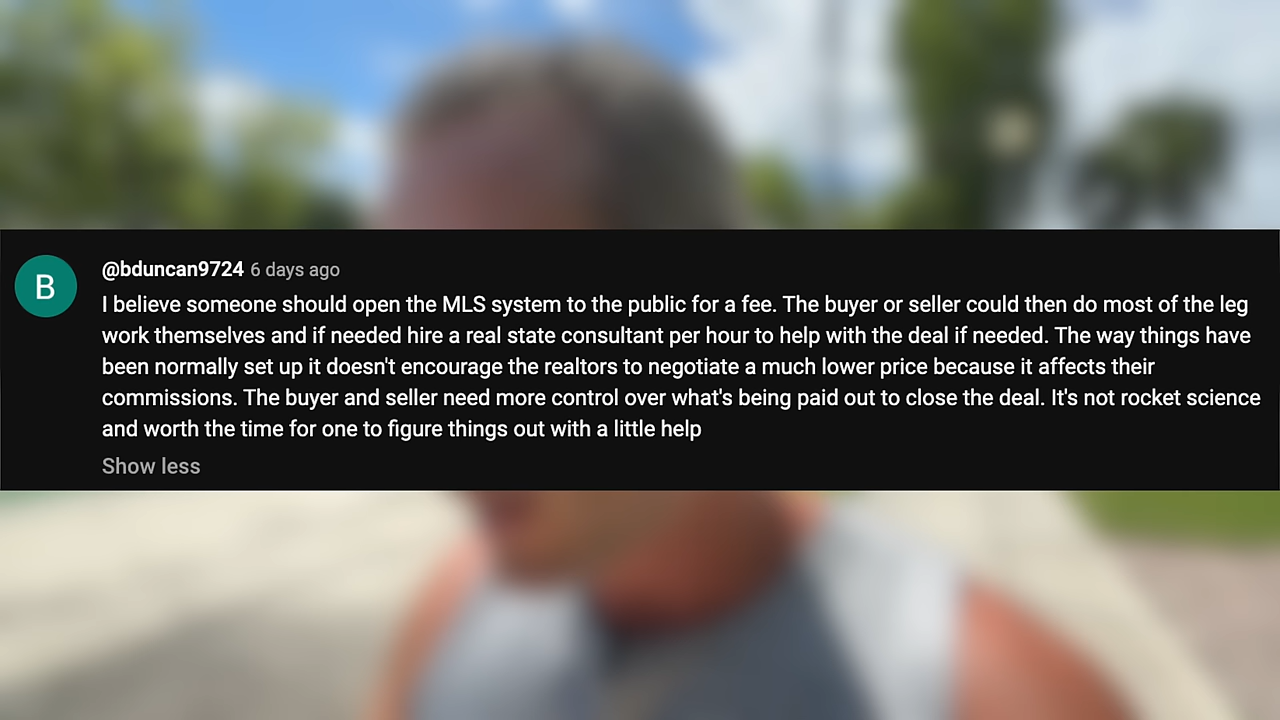 B
@bduncan9724 6 days ago
I believe someone should open the MLS system to the public for a fee. The buyer or seller could then do most of the leg
work themselves and if needed hire a real state consultant per hour to help with the deal if needed. The way things have
been normally set up it doesn't encourage the realtors to negotiate a much lower price because it affects their
commissions. The buyer and seller need more control over what's being paid out to close the deal. It's not rocket science
and worth the time for one to figure things out with a little help
Show less